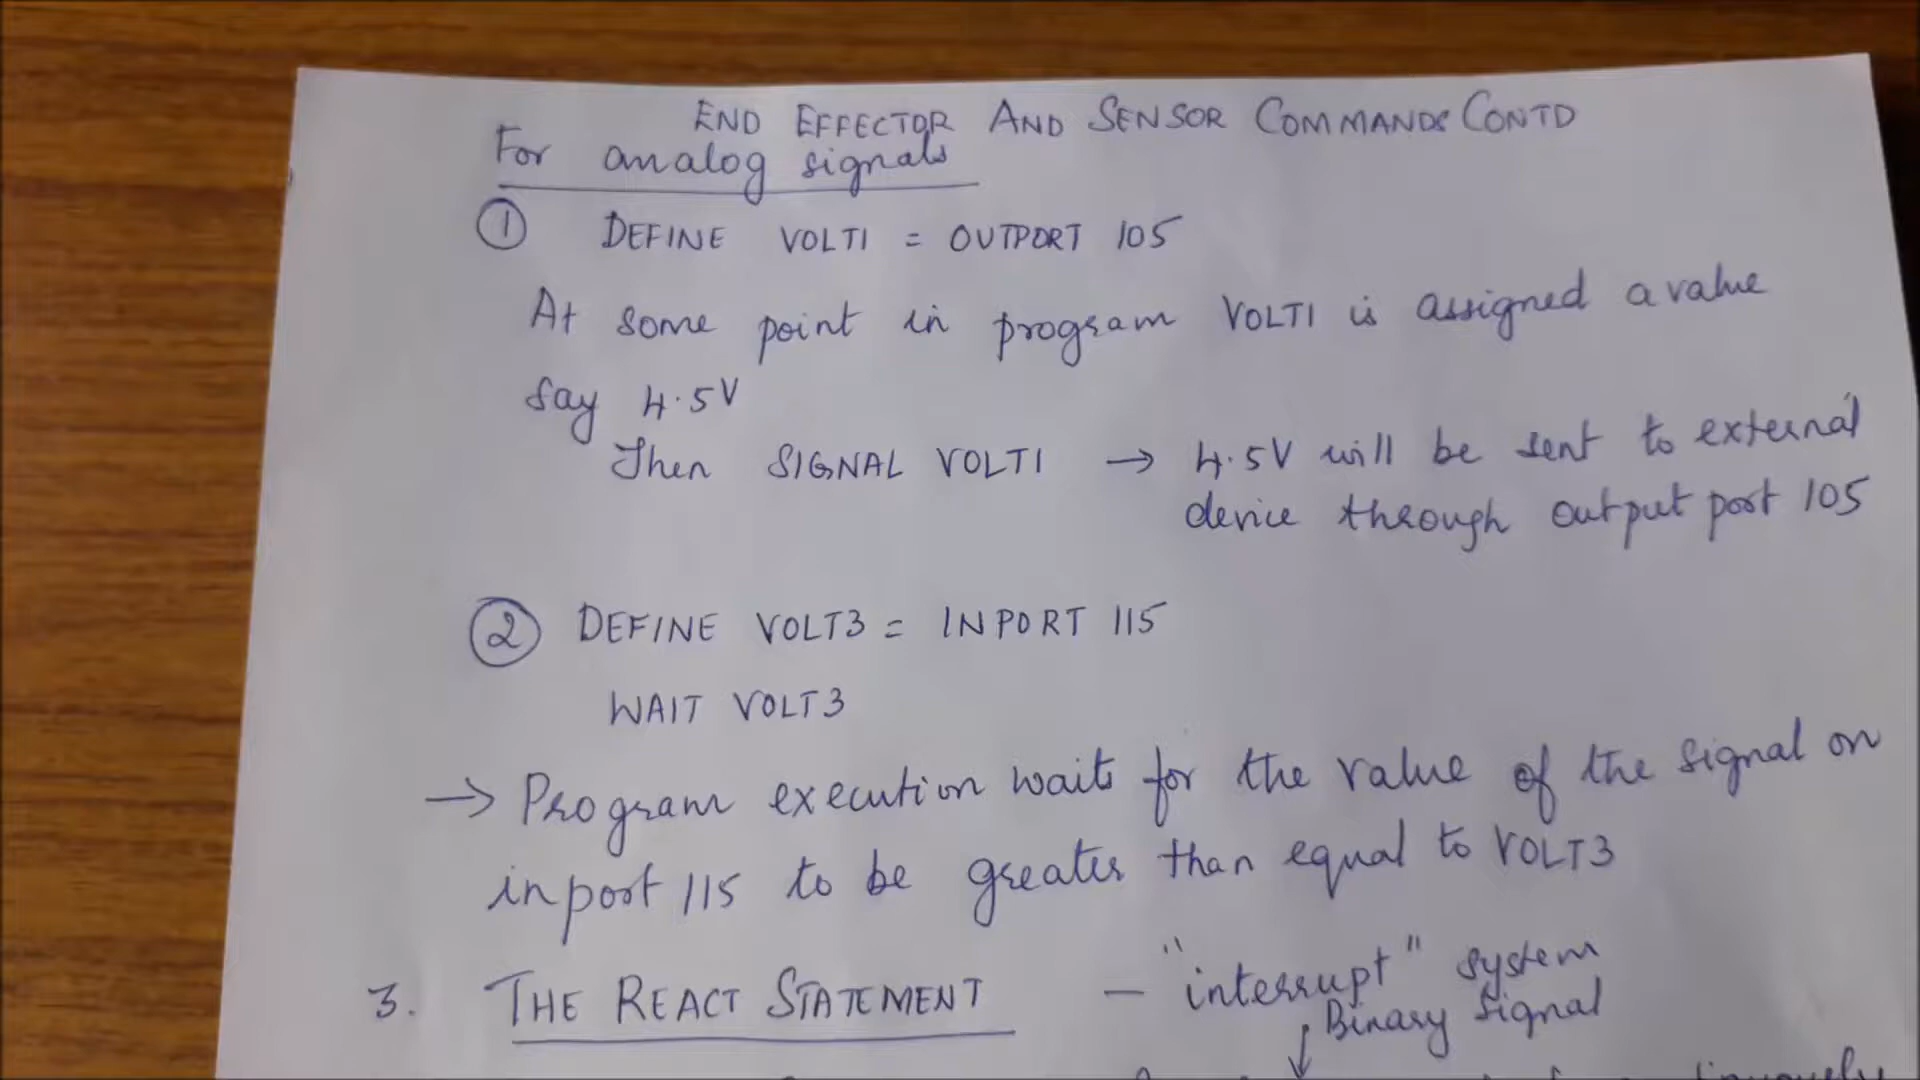 END EFFECTOR AND SENSOR COMMANDS CONTD
For analog signals
① DEFINE VOLT1 = OUTPORT 105
At some point in program VOLT1 is assigned a value
say 4.5V
Then SIGNAL VOLT1 → 4.5V will be sent to external
device through output port 105
② DEFINE VOLT3 = INPORT 115
WAIT VOLT3
→ Program execution waits for the value of the signal on
inport 115 to be greater than equal to VOLT3
3. THE REACT STATEMENT — "interrupt" system
↓ Binary signal